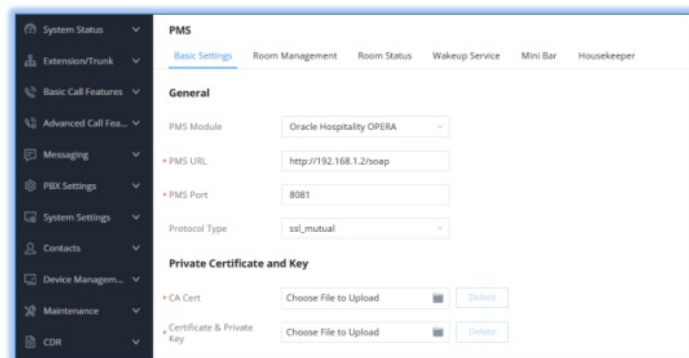 System Status
Extension/Trunk
Basic Call Features
Advanced Call Fea...
Messaging
PBX Settings
System Settings
Contacts
Device Managem...
Maintenance
CDR
PMS
Basic Settings Room Management Room Status Wakeup Service Mini Bar Housekeeper
General
PMS Module Oracle Hospitality OPERA
* PMS URL http://192.168.1.2/soap
* PMS Port 8081
Protocol Type ssl_mutual
Private Certificate and Key
* CA Cert Choose File to Upload Delete
* Certificate & Private Key Choose File to Upload Delete